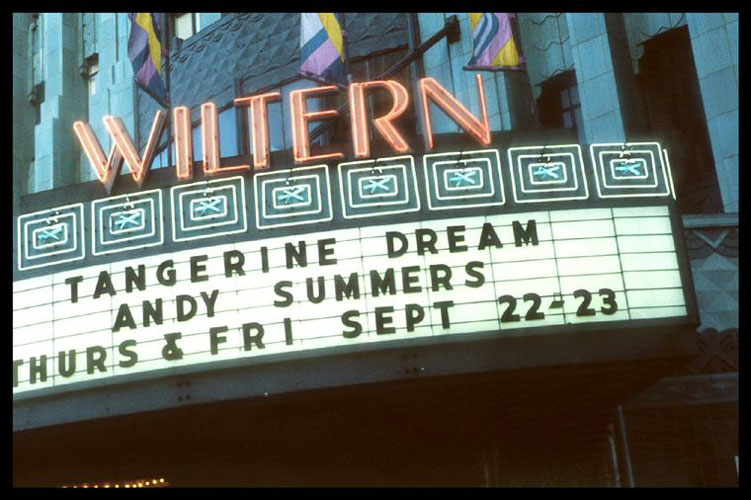 WILTERN
TANGERINE DREAM
ANDY SUMMERS
THURS & FRI SEPT 22-23